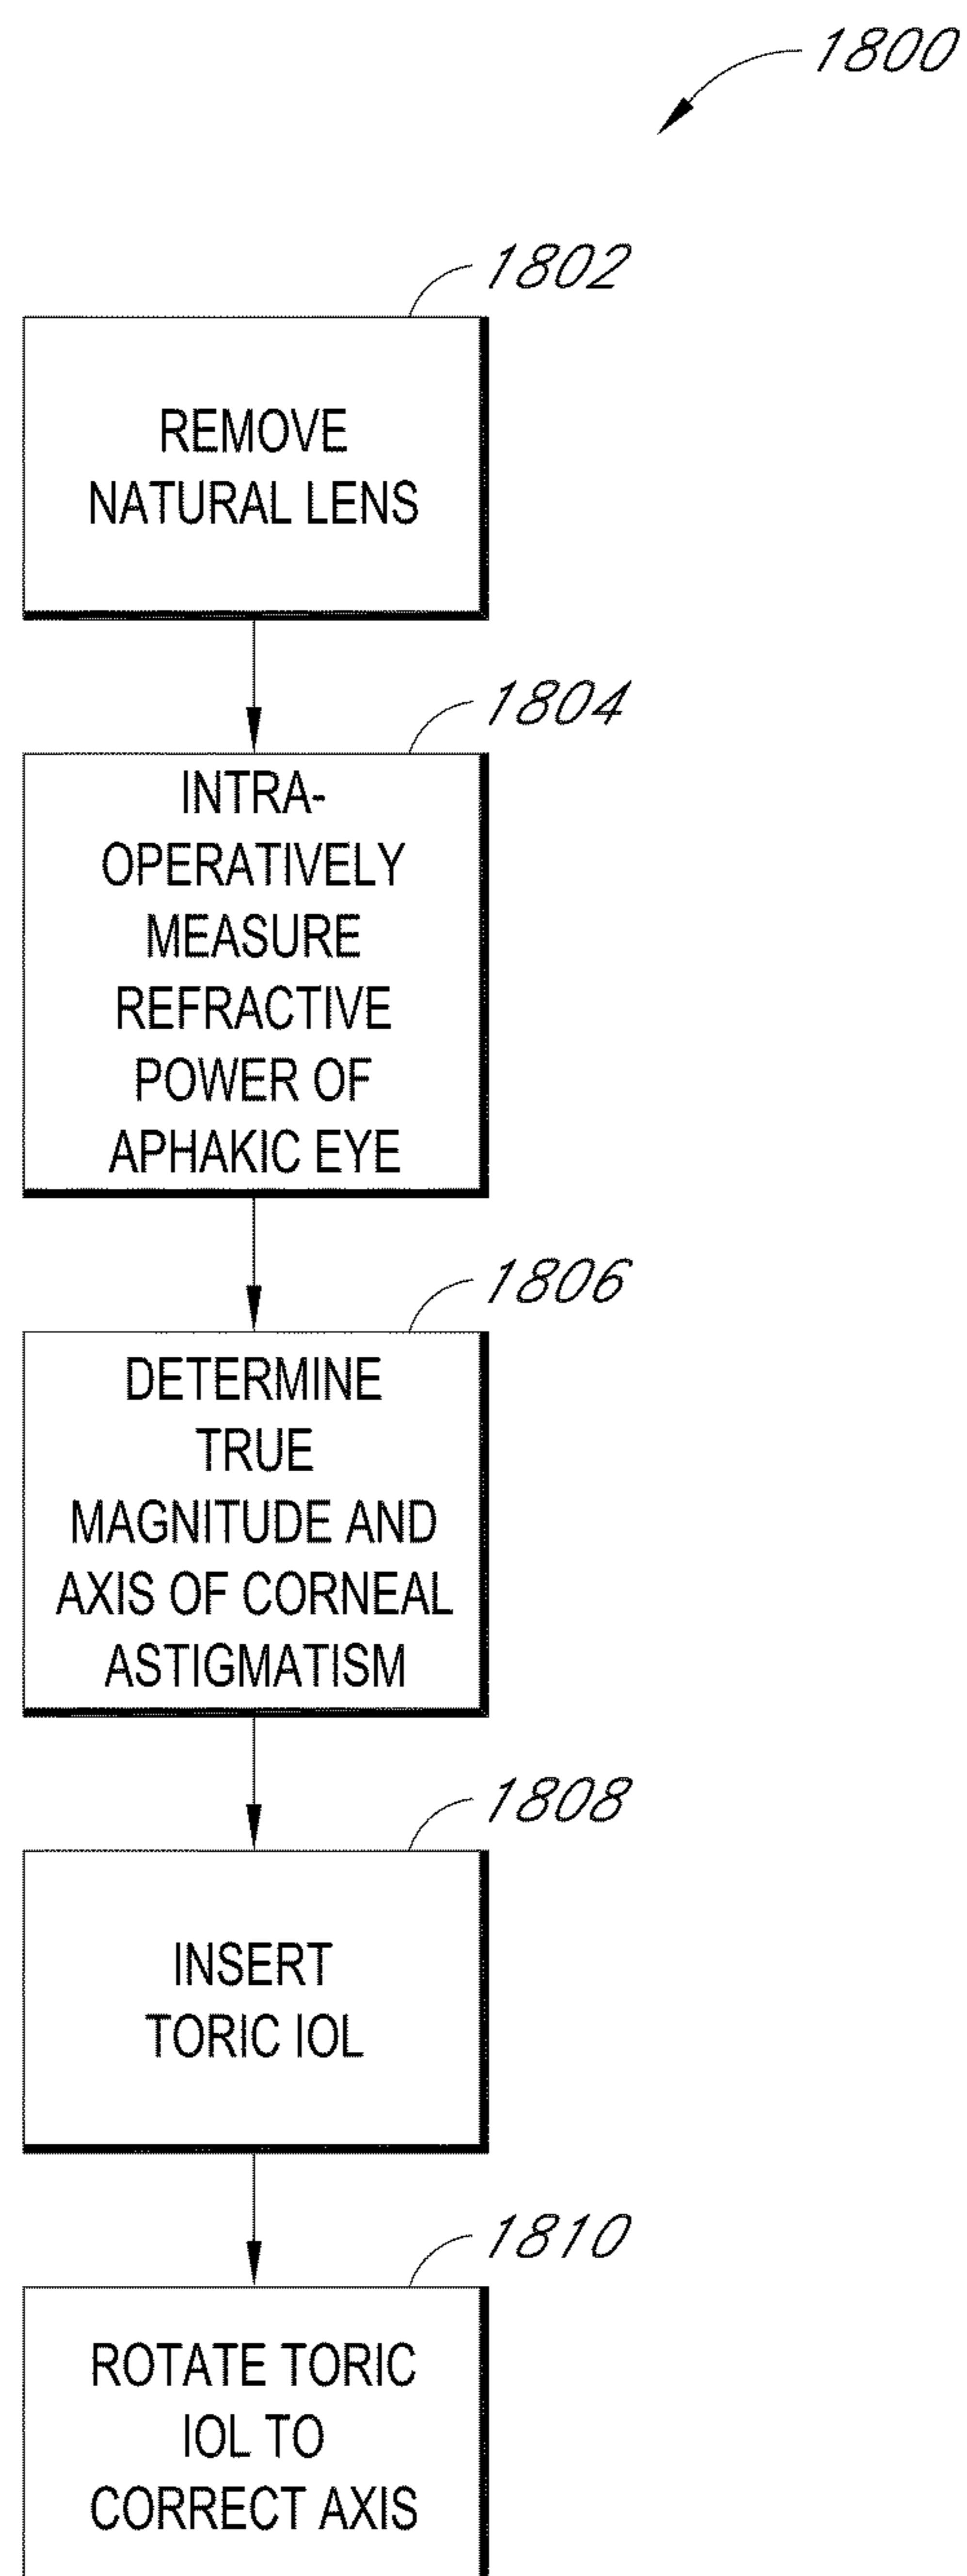 1800
1802
REMOVE
NATURAL LENS
1804
INTRA-
OPERATIVELY
MEASURE
REFRACTIVE
POWER OF
APHAKIC EYE
1806
DETERMINE
TRUE
MAGNITUDE AND
AXIS OF CORNEAL
ASTIGMATISM
1808
INSERT
TORIC IOL
1810
ROTATE TORIC
IOL TO
CORRECT AXIS